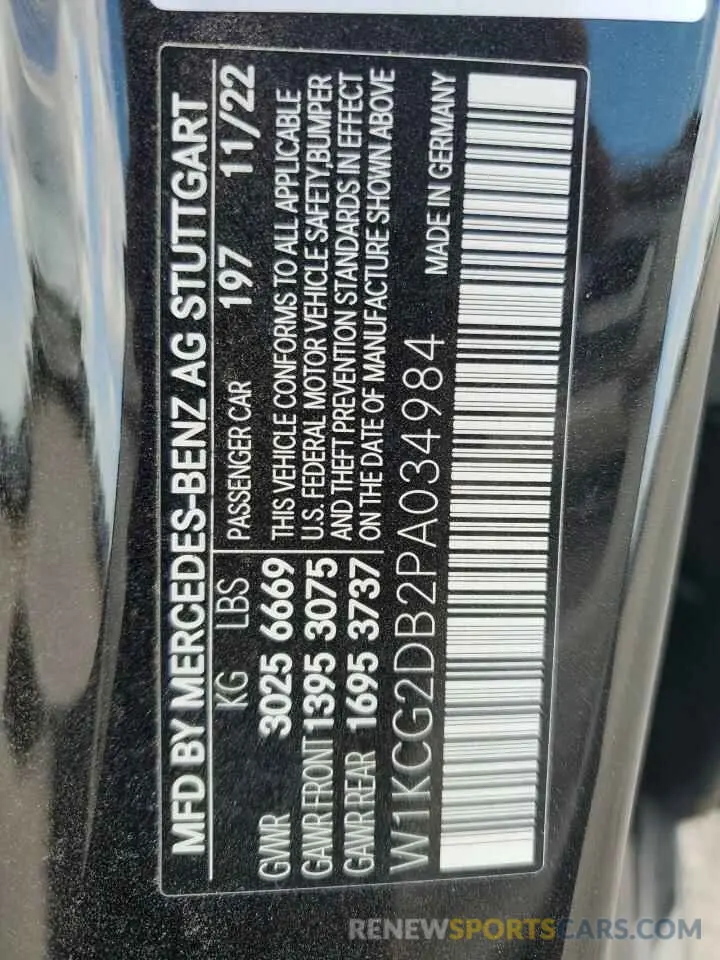 MFD BY MERCEDES-BENZ AG STUTTGART
KG LBS PASSENGER CAR 197 11/22
GVWR 3025 6669 THIS VEHICLE CONFORMS TO ALL APPLICABLE
GAWR FRONT 1395 3075 U.S. FEDERAL MOTOR VEHICLE SAFETY,BUMPER
GAWR REAR 1695 3737 AND THEFT PREVENTION STANDARDS IN EFFECT
ON THE DATE OF MANUFACTURE SHOWN ABOVE
W1KCG2DB2PA034984 MADE IN GERMANY
RENEWSPORTSCARS.COM